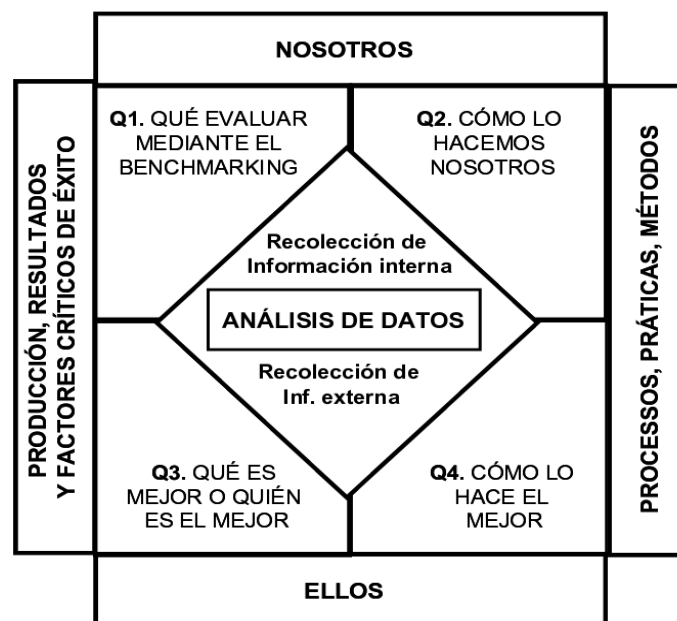 NOSOTROS
PRODUCCIÓN, RESULTADOS
Y FACTORES CRÍTICOS DE ÉXITO
Q1. QUÉ EVALUAR
MEDIANTE EL
BENCHMARKING
Q2. CÓMO LO
HACEMOS
NOSOTROS
PROCESSOS, PRÁTICAS, MÉTODOS
Recolección de
Información interna
ANÁLISIS DE DATOS
Recolección de
Inf. externa
Q3. QUÉ ES
MEJOR O QUIÉN
ES EL MEJOR
Q4. CÓMO LO
HACE EL
MEJOR
ELLOS